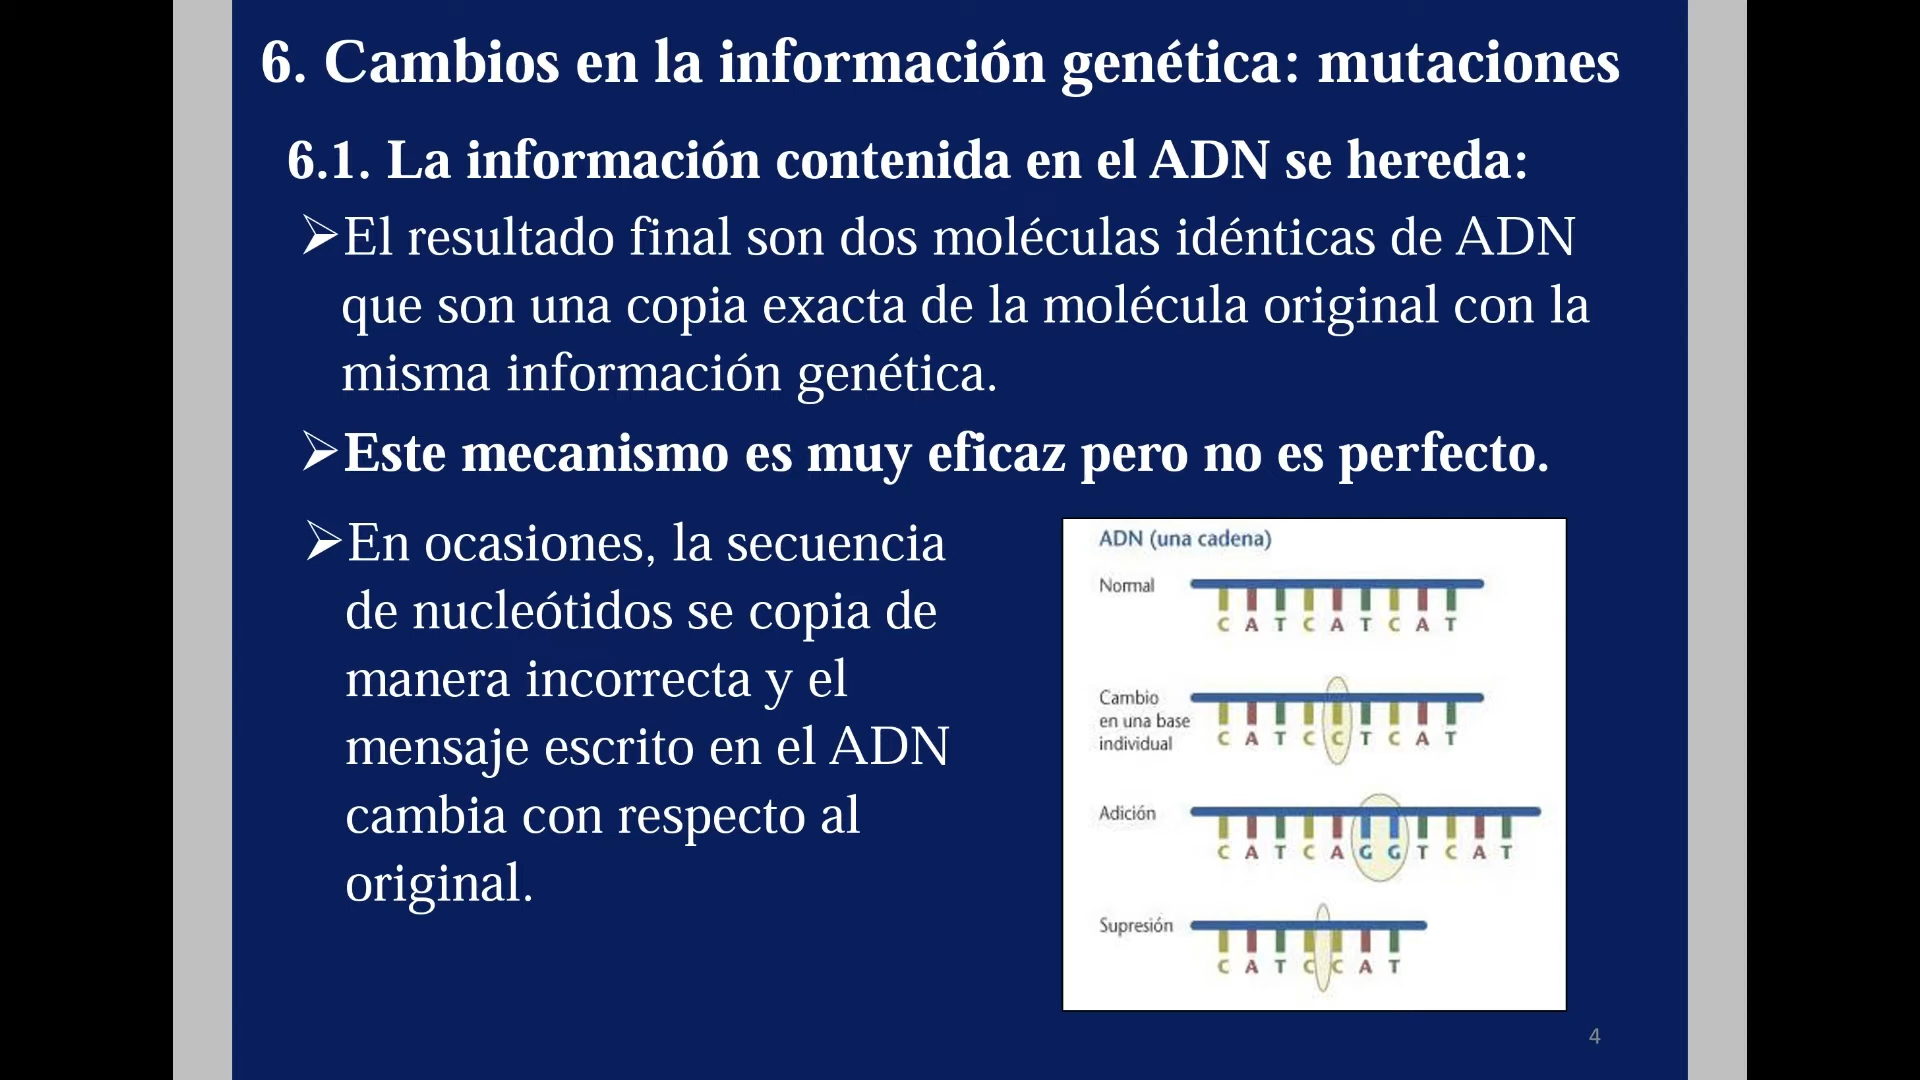 6. Cambios en la información genética: mutaciones
6.1. La información contenida en el ADN se hereda:
➢El resultado final son dos moléculas idénticas de ADN
que son una copia exacta de la molécula original con la
misma información genética.
➢Este mecanismo es muy eficaz pero no es perfecto.
➢En ocasiones, la secuencia
de nucleótidos se copia de
manera incorrecta y el
mensaje escrito en el ADN
cambia con respecto al
original.
ADN (una cadena)
Normal
C A T C A T C A T
Cambio
en una base
individual
C A T C C T C A T
Adición
C A T C A G G T C A T
Supresión
C A T C C A T
4